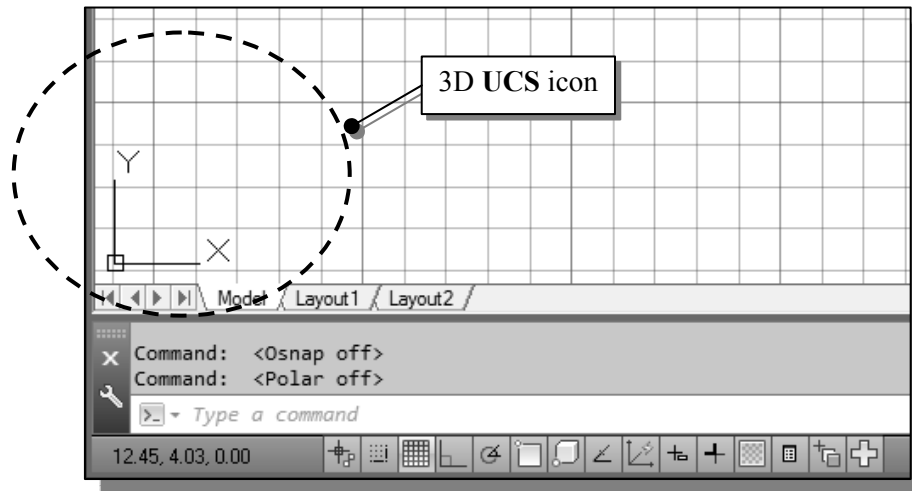 3D UCS icon
Y
X
Model / Layout1 / Layout2 /
Command: <Osnap off>
Command: <Polar off>
Type a command
12.45, 4.03, 0.00